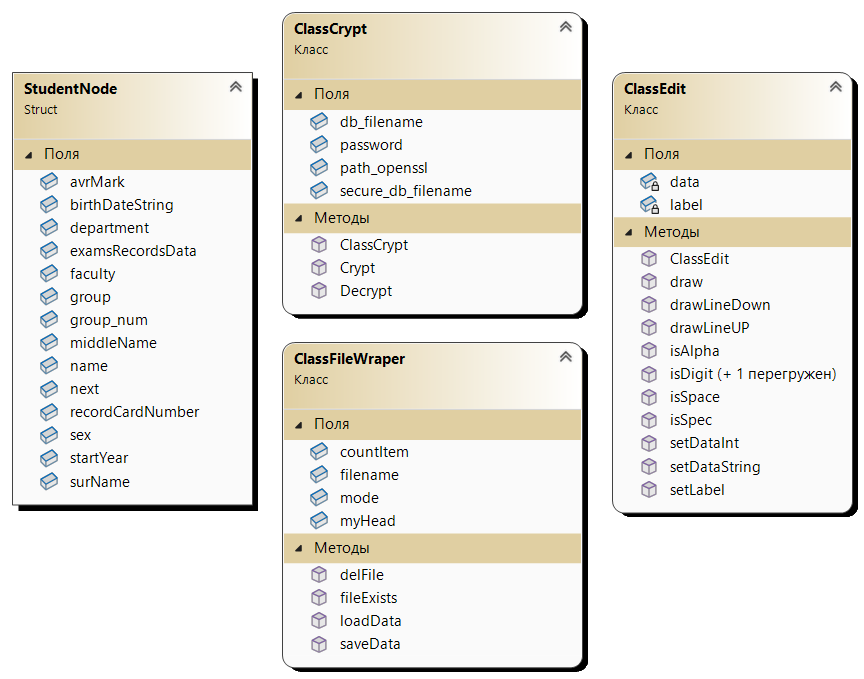 StudentNode
Struct
Поля
avrMark
birthDateString
department
examsRecordsData
faculty
group
group_num
middleName
name
next
recordCardNumber
sex
startYear
surName
ClassCrypt
Класс
Поля
db_filename
password
path_openssl
secure_db_filename
Методы
ClassCrypt
Crypt
Decrypt
ClassFileWraper
Класс
Поля
countItem
filename
mode
myHead
Методы
delFile
fileExists
loadData
saveData
ClassEdit
Класс
Поля
data
label
Методы
ClassEdit
draw
drawLineDown
drawLineUP
isAlpha
isDigit (+ 1 перегружен)
isSpace
isSpec
setDataInt
setDataString
setLabel